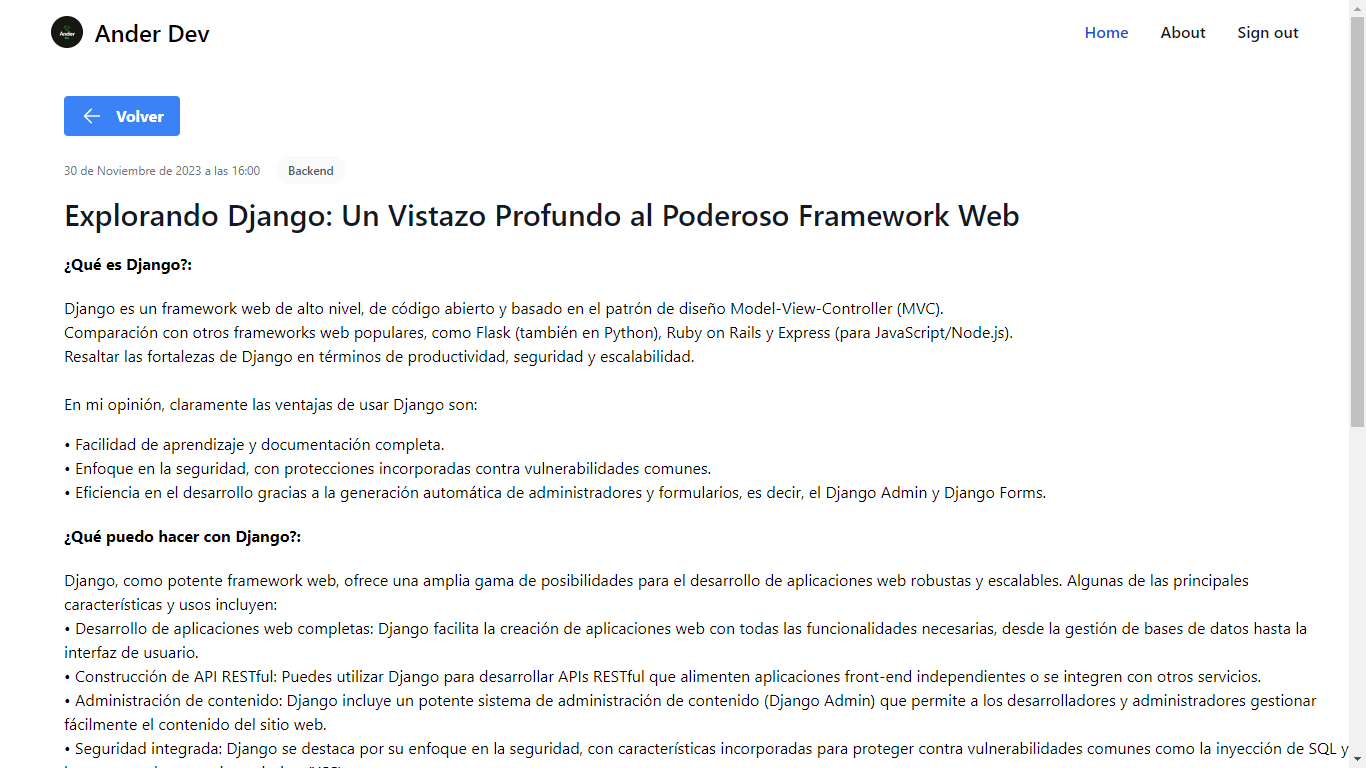 Ander
Ander Dev
Home
About
Sign out
Volver
30 de Noviembre de 2023 a las 16:00
Backend
Explorando Django: Un Vistazo Profundo al Poderoso Framework Web
¿Qué es Django?:
Django es un framework web de alto nivel, de código abierto y basado en el patrón de diseño Model-View-Controller (MVC).
Comparación con otros frameworks web populares, como Flask (también en Python), Ruby on Rails y Express (para JavaScript/Node.js).
Resaltar las fortalezas de Django en términos de productividad, seguridad y escalabilidad.
En mi opinión, claramente las ventajas de usar Django son:
• Facilidad de aprendizaje y documentación completa.
• Enfoque en la seguridad, con protecciones incorporadas contra vulnerabilidades comunes.
• Eficiencia en el desarrollo gracias a la generación automática de administradores y formularios, es decir, el Django Admin y Django Forms.
¿Qué puedo hacer con Django?:
Django, como potente framework web, ofrece una amplia gama de posibilidades para el desarrollo de aplicaciones web robustas y escalables. Algunas de las principales
características y usos incluyen:
• Desarrollo de aplicaciones web completas: Django facilita la creación de aplicaciones web con todas las funcionalidades necesarias, desde la gestión de bases de datos hasta la
interfaz de usuario.
• Construcción de API RESTful: Puedes utilizar Django para desarrollar APIs RESTful que alimenten aplicaciones front-end independientes o se integren con otros servicios.
• Administración de contenido: Django incluye un potente sistema de administración de contenido (Django Admin) que permite a los desarrolladores y administradores gestionar
fácilmente el contenido del sitio web.
• Seguridad integrada: Django se destaca por su enfoque en la seguridad, con características incorporadas para proteger contra vulnerabilidades comunes como la inyección de SQL y